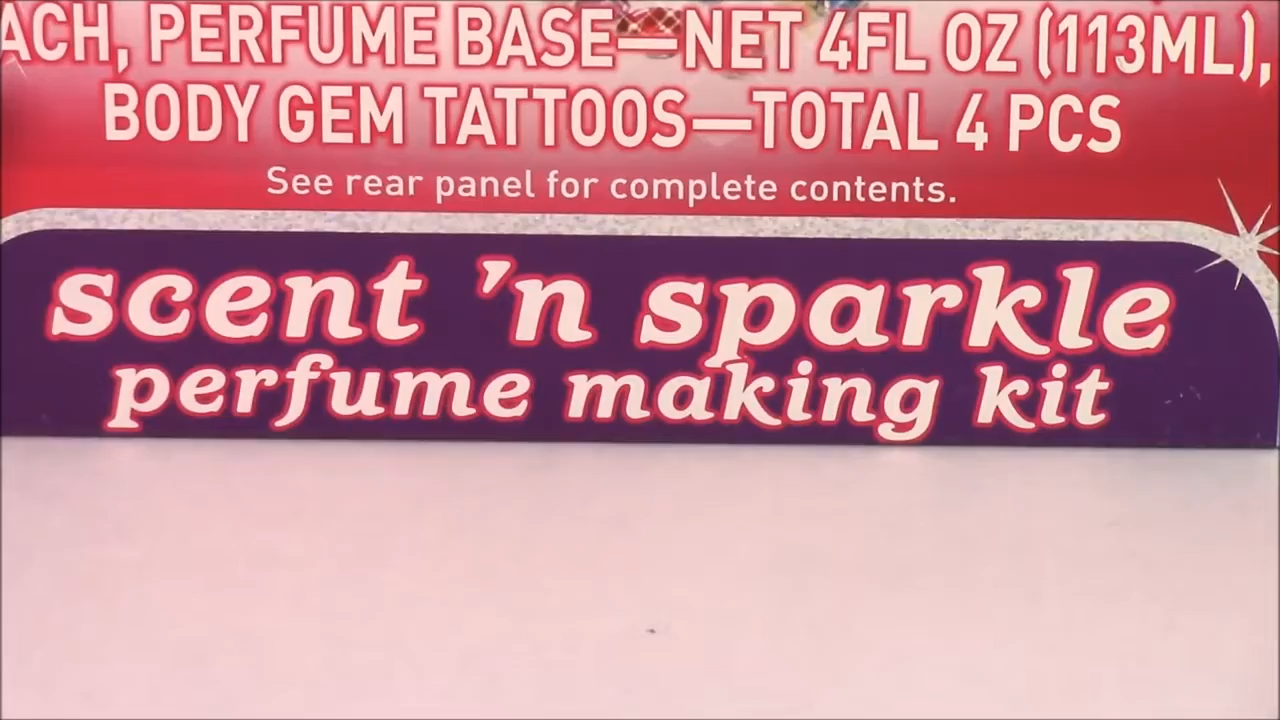 ACH, PERFUME BASE—NET 4FL OZ (113ML),
BODY GEM TATTOOS—TOTAL 4 PCS
See rear panel for complete contents.
scent 'n sparkle
perfume making kit